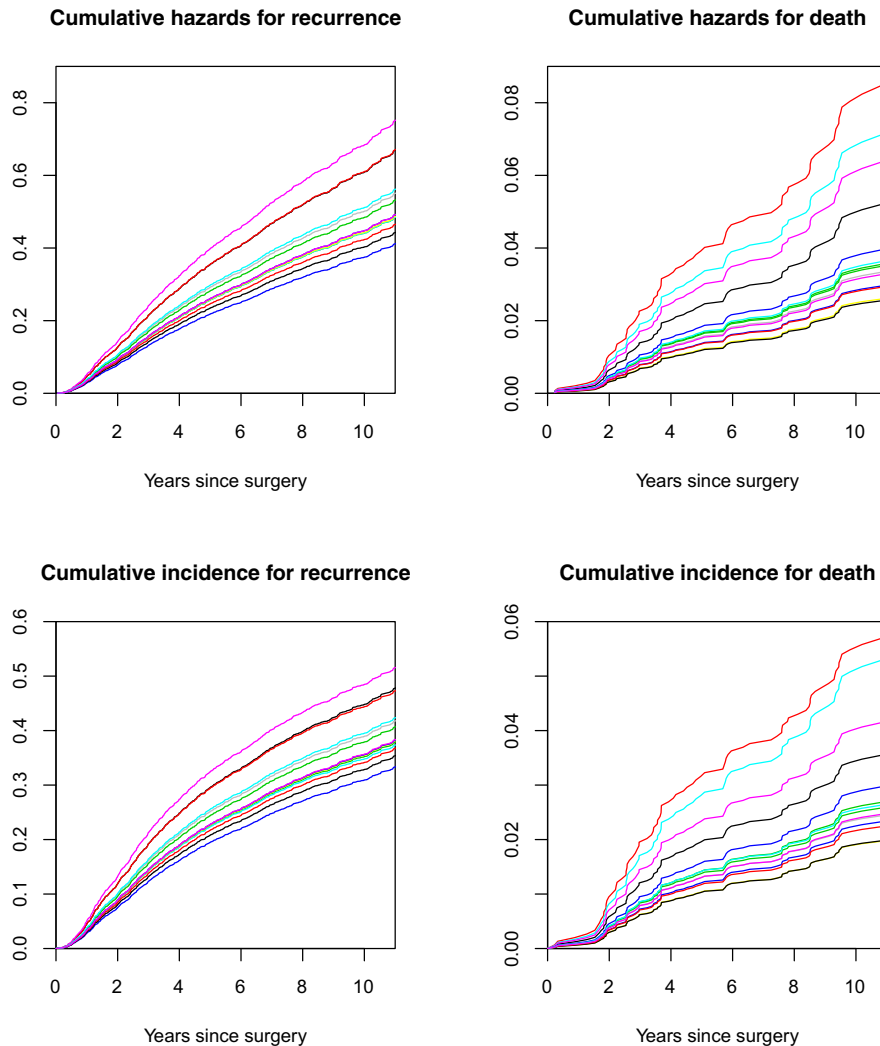 Cumulative hazards for recurrence
0.0 0.2 0.4 0.6 0.8
0 2 4 6 8 10
Years since surgery
Cumulative hazards for death
0.00 0.02 0.04 0.06 0.08
0 2 4 6 8 10
Years since surgery
Cumulative incidence for recurrence
0.0 0.1 0.2 0.3 0.4 0.5 0.6
0 2 4 6 8 10
Years since surgery
Cumulative incidence for death
0.00 0.02 0.04 0.06
0 2 4 6 8 10
Years since surgery